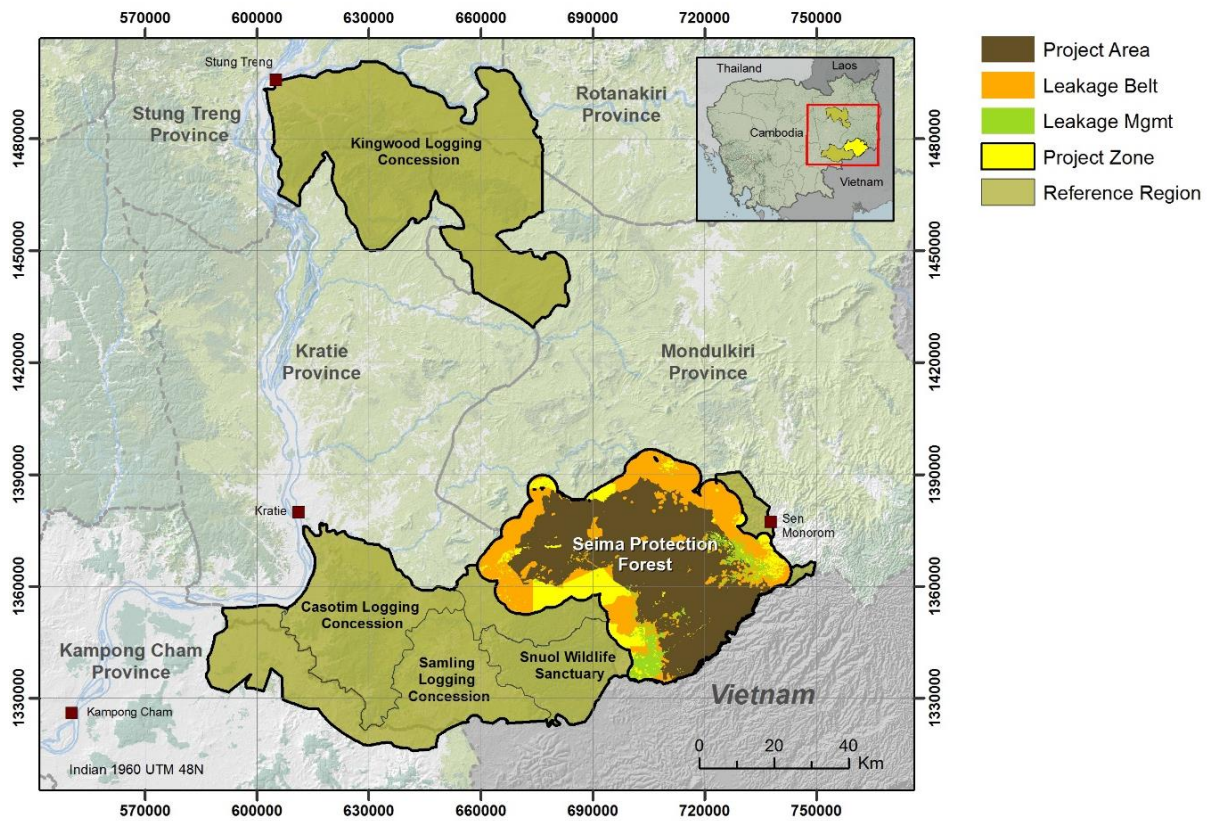 570000 600000 630000 660000 690000 720000 750000
Stung Treng
Stung Treng
Province
Rotanakiri
Province
Kingwood Logging
Concession
Thailand
Laos
Cambodia
Vietnam
Project Area
Leakage Belt
Leakage Mgmt
Project Zone
Reference Region
1480000
1480000
1450000
1450000
1420000
1420000
Kratie
Province
Mondulkiri
Province
1390000
1390000
Kratie
Sen
Monorom
Seima Protection
Forest
1360000
1360000
Casotim Logging
Concession
Kampong Cham
Province
Samling
Logging
Concession
Snuol Wildlife
Sanctuary
Vietnam
1330000
1330000
Kampong Cham
0 20 40
Km
Indian 1960 UTM 48N
570000 600000 630000 660000 690000 720000 750000